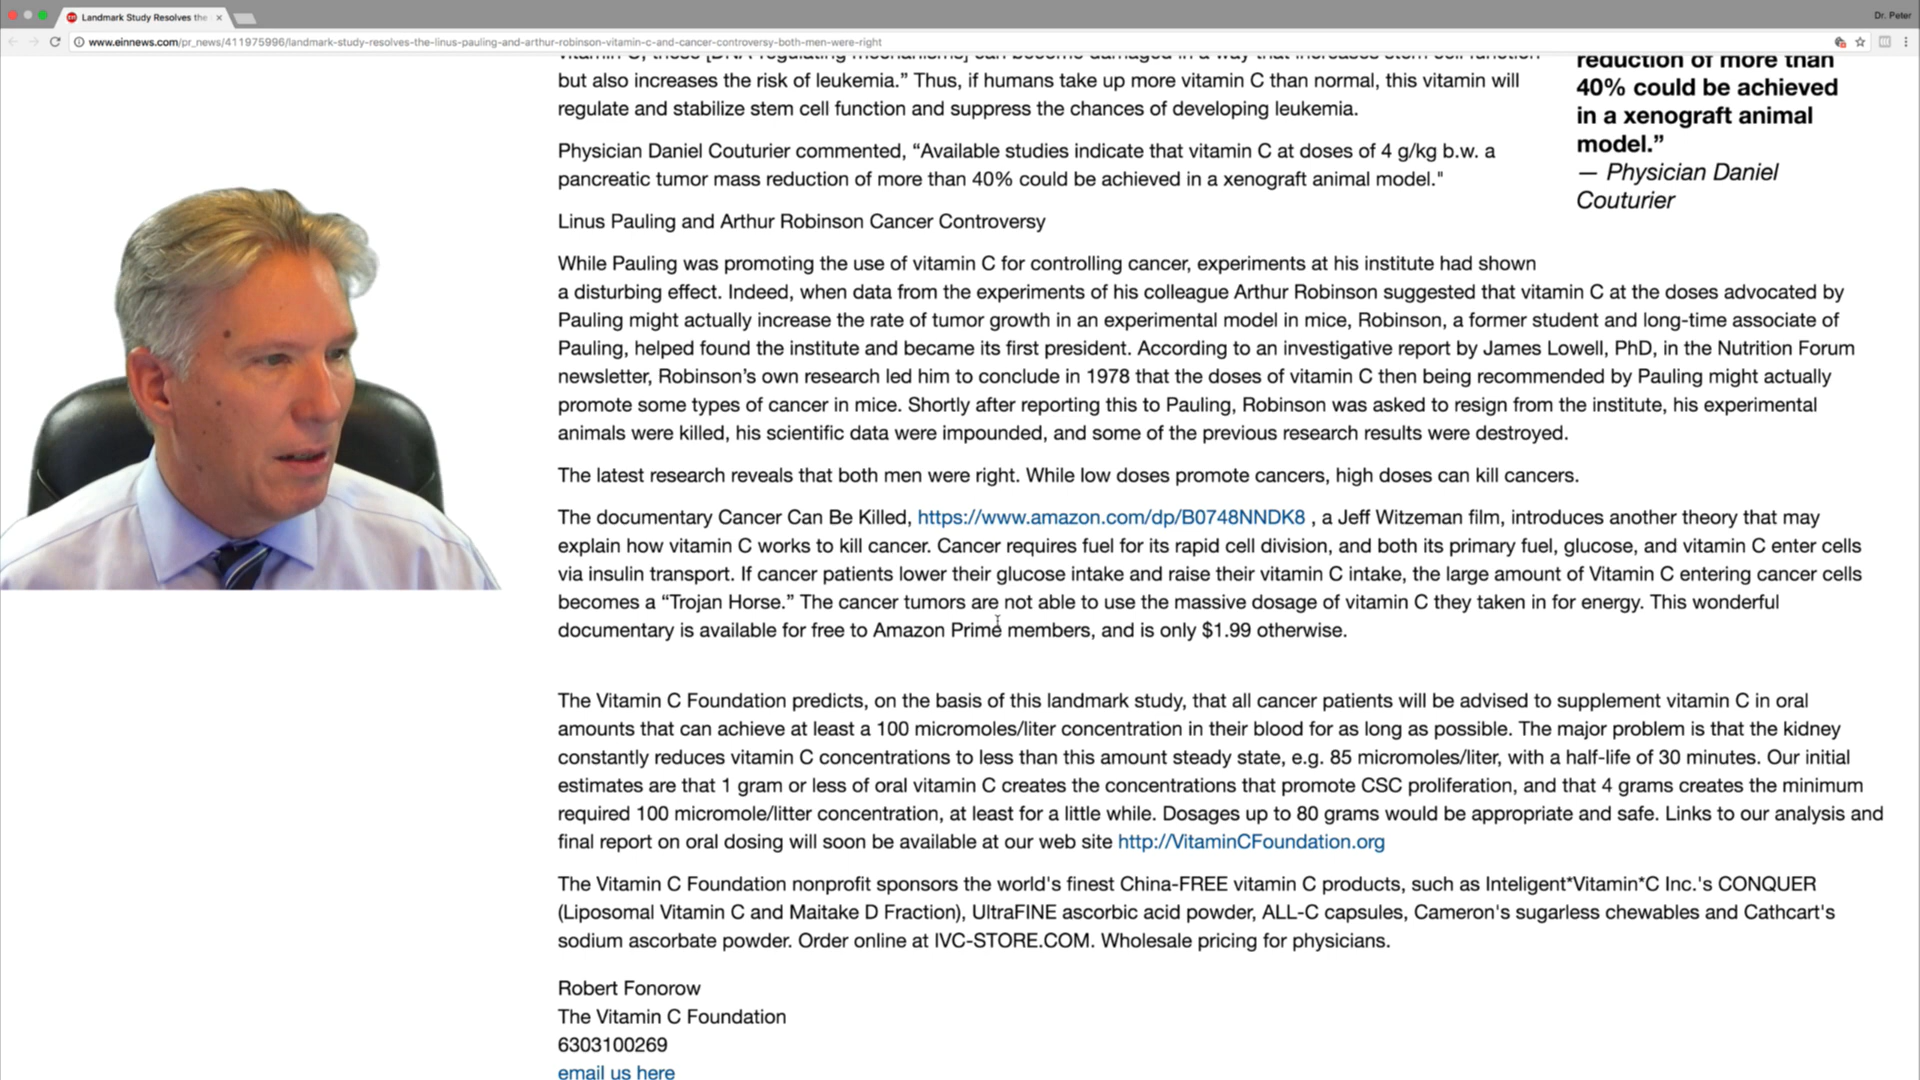 Landmark Study Resolves the
Dr. Peter
www.einnews.com/pr_news/411975996/landmark-study-resolves-the-linus-pauling-and-arthur-robinson-vitamin-c-and-cancer-controversy-both-men-were-right
vitamin C, these [DNA-regulating mechanisms] can become damaged in a way that increases stem cell function
but also increases the risk of leukemia.” Thus, if humans take up more vitamin C than normal, this vitamin will
regulate and stabilize stem cell function and suppress the chances of developing leukemia.
reduction of more than
40% could be achieved
in a xenograft animal
model.”
— Physician Daniel
Couturier
Physician Daniel Couturier commented, “Available studies indicate that vitamin C at doses of 4 g/kg b.w. a
pancreatic tumor mass reduction of more than 40% could be achieved in a xenograft animal model."
Linus Pauling and Arthur Robinson Cancer Controversy
While Pauling was promoting the use of vitamin C for controlling cancer, experiments at his institute had shown
a disturbing effect. Indeed, when data from the experiments of his colleague Arthur Robinson suggested that vitamin C at the doses advocated by
Pauling might actually increase the rate of tumor growth in an experimental model in mice, Robinson, a former student and long-time associate of
Pauling, helped found the institute and became its first president. According to an investigative report by James Lowell, PhD, in the Nutrition Forum
newsletter, Robinson’s own research led him to conclude in 1978 that the doses of vitamin C then being recommended by Pauling might actually
promote some types of cancer in mice. Shortly after reporting this to Pauling, Robinson was asked to resign from the institute, his experimental
animals were killed, his scientific data were impounded, and some of the previous research results were destroyed.
The latest research reveals that both men were right. While low doses promote cancers, high doses can kill cancers.
The documentary Cancer Can Be Killed, https://www.amazon.com/dp/B0748NNDK8 , a Jeff Witzeman film, introduces another theory that may
explain how vitamin C works to kill cancer. Cancer requires fuel for its rapid cell division, and both its primary fuel, glucose, and vitamin C enter cells
via insulin transport. If cancer patients lower their glucose intake and raise their vitamin C intake, the large amount of Vitamin C entering cancer cells
becomes a “Trojan Horse.” The cancer tumors are not able to use the massive dosage of vitamin C they taken in for energy. This wonderful
documentary is available for free to Amazon Prime members, and is only $1.99 otherwise.
The Vitamin C Foundation predicts, on the basis of this landmark study, that all cancer patients will be advised to supplement vitamin C in oral
amounts that can achieve at least a 100 micromoles/liter concentration in their blood for as long as possible. The major problem is that the kidney
constantly reduces vitamin C concentrations to less than this amount steady state, e.g. 85 micromoles/liter, with a half-life of 30 minutes. Our initial
estimates are that 1 gram or less of oral vitamin C creates the concentrations that promote CSC proliferation, and that 4 grams creates the minimum
required 100 micromole/litter concentration, at least for a little while. Dosages up to 80 grams would be appropriate and safe. Links to our analysis and
final report on oral dosing will soon be available at our web site http://VitaminCFoundation.org
The Vitamin C Foundation nonprofit sponsors the world's finest China-FREE vitamin C products, such as Inteligent*Vitamin*C Inc.'s CONQUER
(Liposomal Vitamin C and Maitake D Fraction), UltraFINE ascorbic acid powder, ALL-C capsules, Cameron's sugarless chewables and Cathcart's
sodium ascorbate powder. Order online at IVC-STORE.COM. Wholesale pricing for physicians.
Robert Fonorow
The Vitamin C Foundation
6303100269
email us here